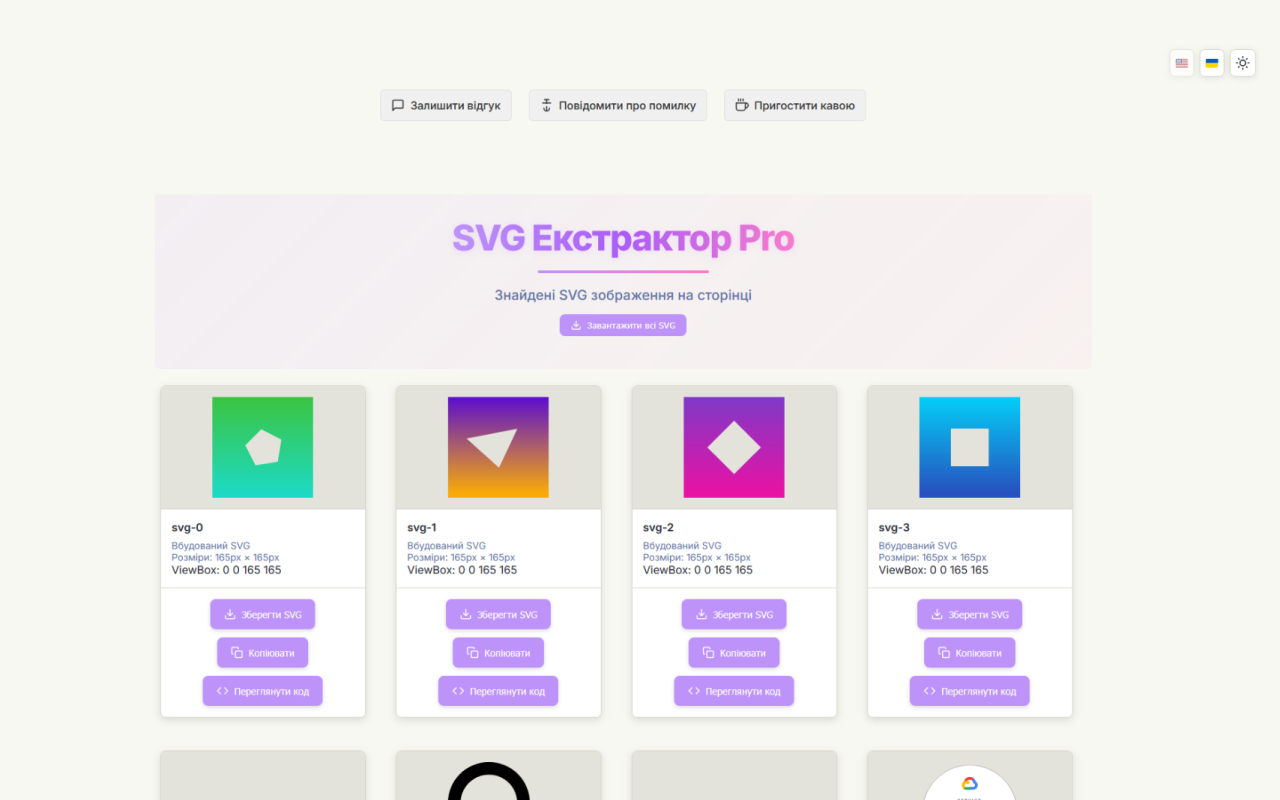 Залишити відгук
Повідомити про помилку
Пригостити кавою
SVG Екстрактор Pro
Знайдені SVG зображення на сторінці
Завантажити всі SVG
svg-0
Вбудований SVG
Розміри: 165px × 165px
ViewBox: 0 0 165 165
Зберегти SVG
Копіювати
Переглянути код
svg-1
Вбудований SVG
Розміри: 165px × 165px
ViewBox: 0 0 165 165
Зберегти SVG
Копіювати
Переглянути код
svg-2
Вбудований SVG
Розміри: 165px × 165px
ViewBox: 0 0 165 165
Зберегти SVG
Копіювати
Переглянути код
svg-3
Вбудований SVG
Розміри: 165px × 165px
ViewBox: 0 0 165 165
Зберегти SVG
Копіювати
Переглянути код